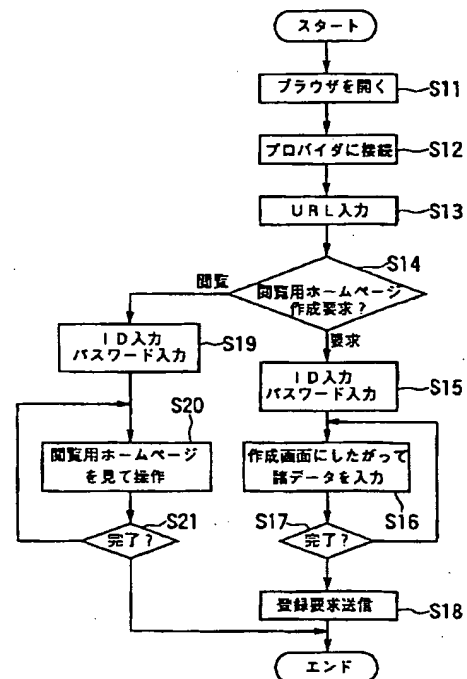 スタート
ブラウザを開く
S11
プロバイダに接続
S12
URL入力
S13
S14
閲覧用ホームページ
作成要求?
閲覧
要求
ID入力
パスワード入力
S19
ID入力
パスワード入力
S15
S20
閲覧用ホームページ
を見て操作
作成画面にしたがって
諸データを入力
S16
S21
完了?
S17
完了?
登録要求送信
S18
エンド